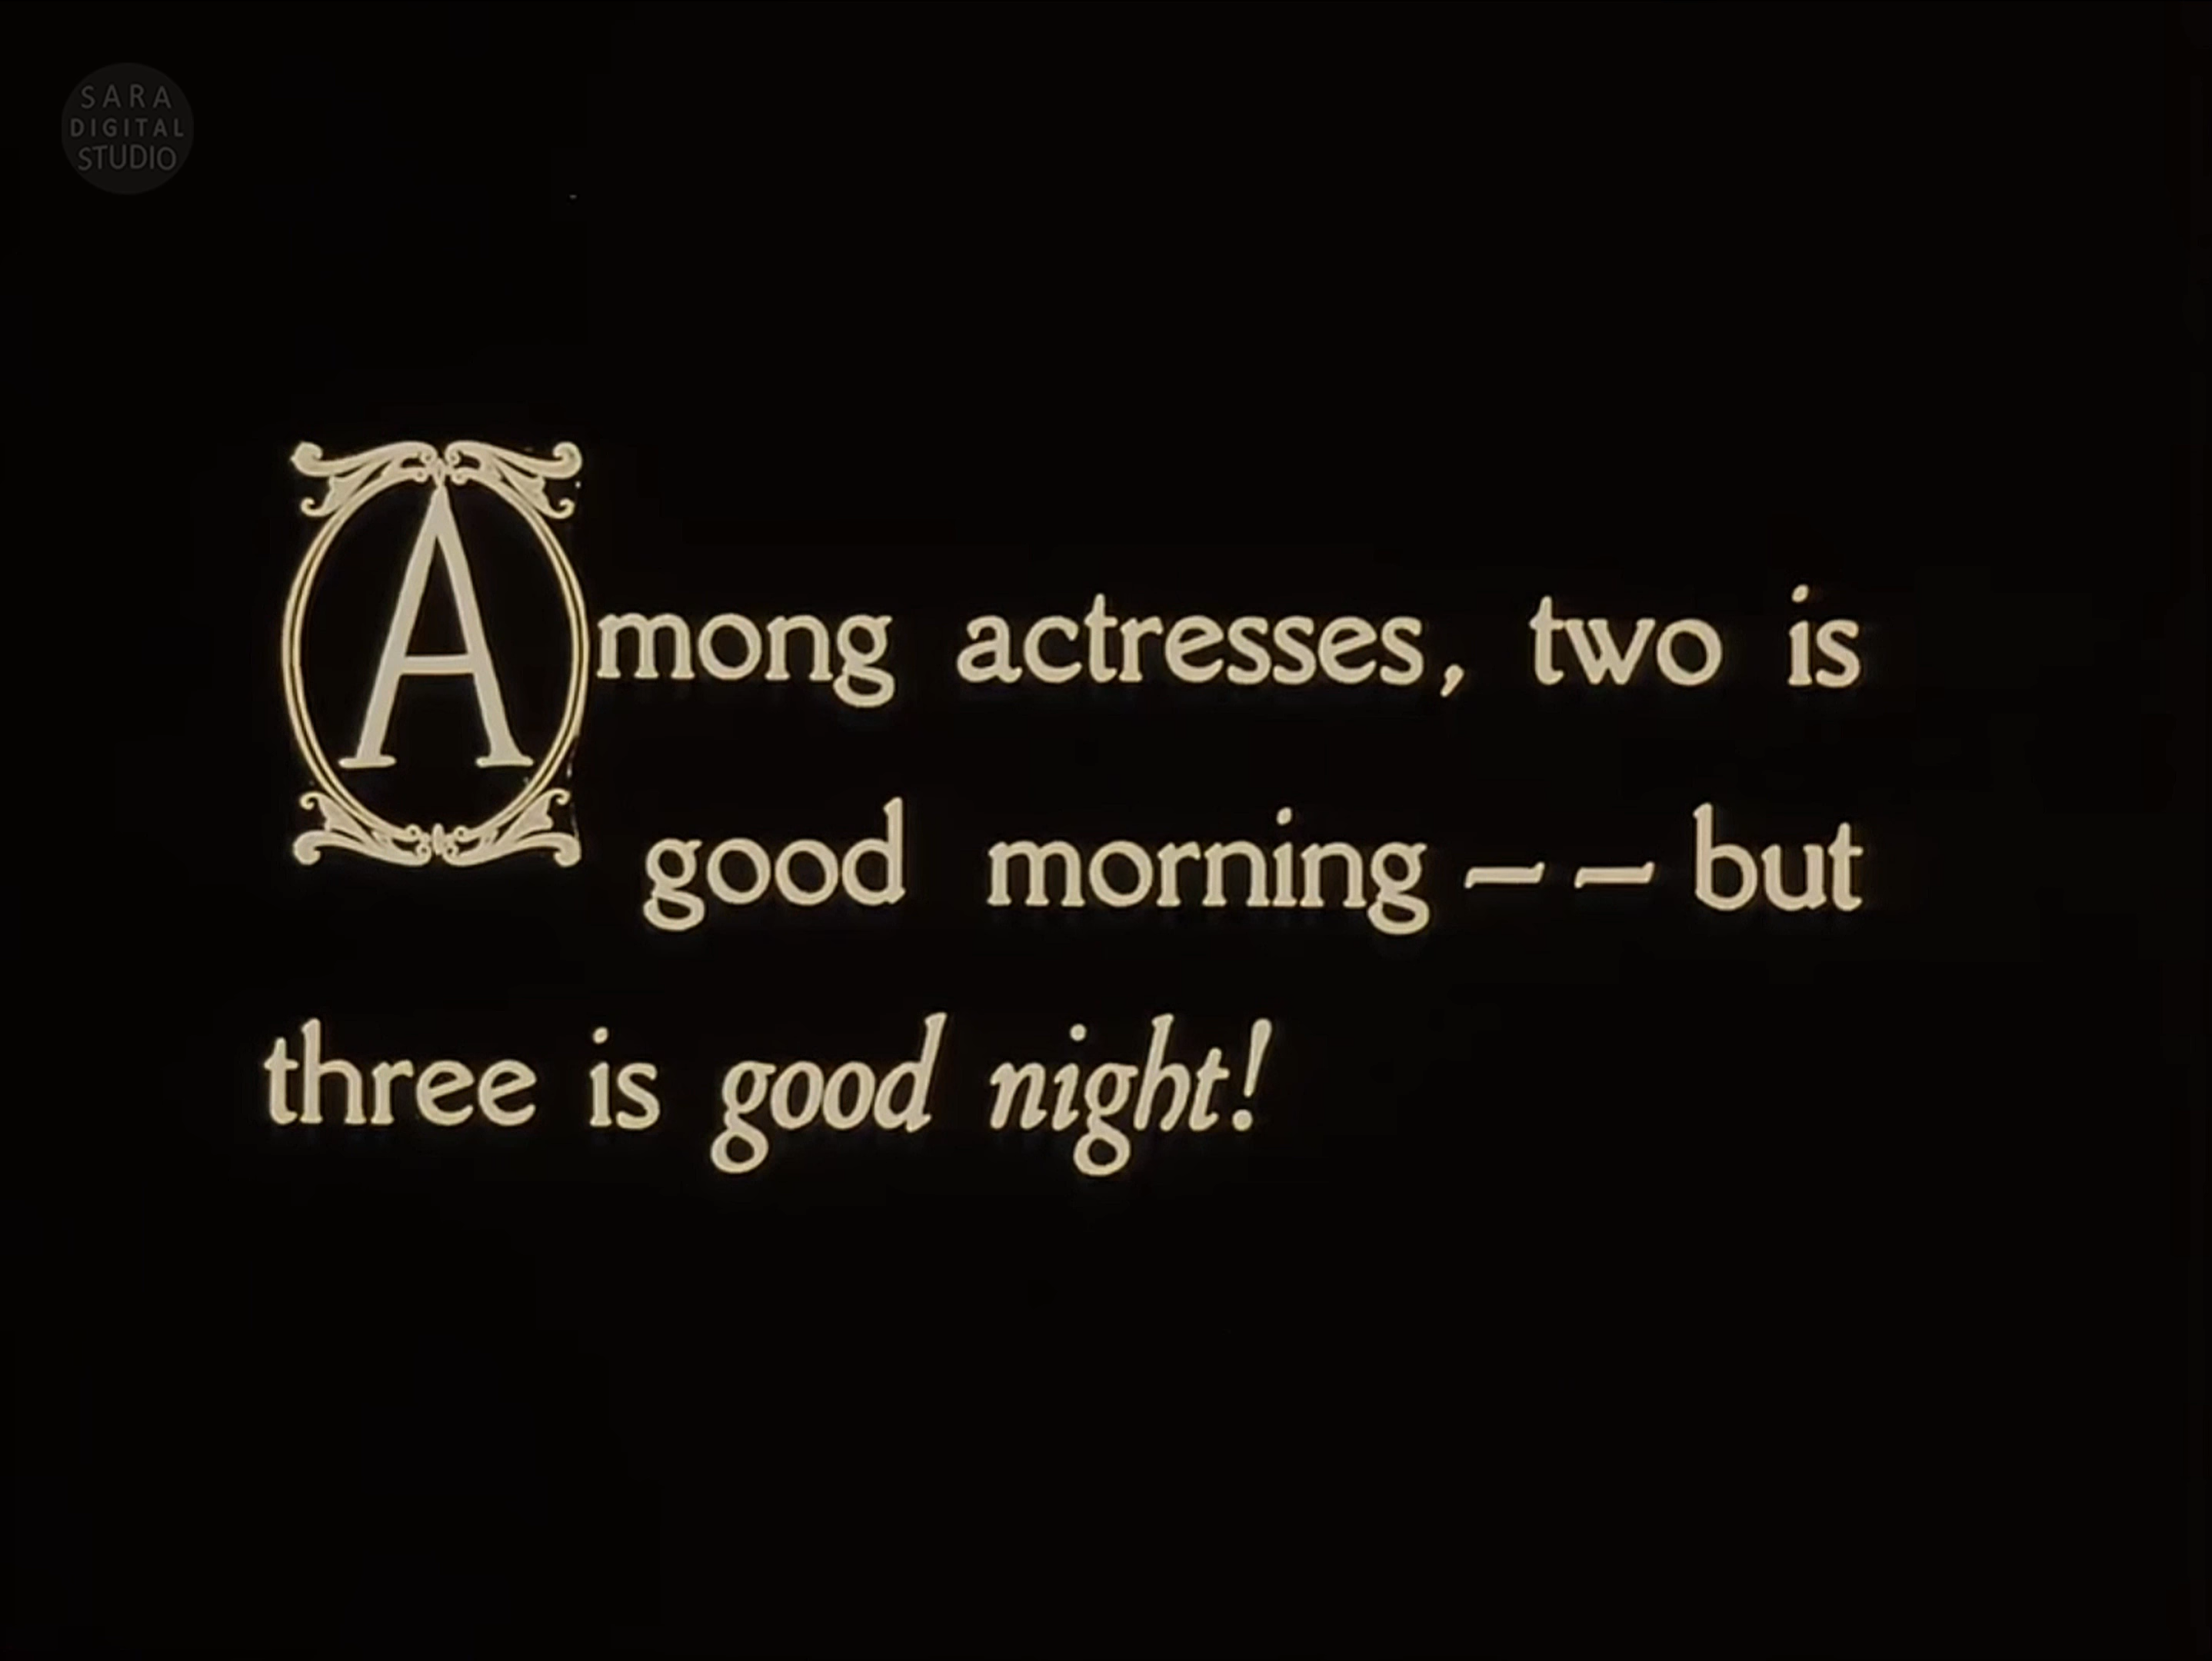 SARA
DIGITAL
STUDIO
Among actresses, two is
good morning -- but
three is good night!